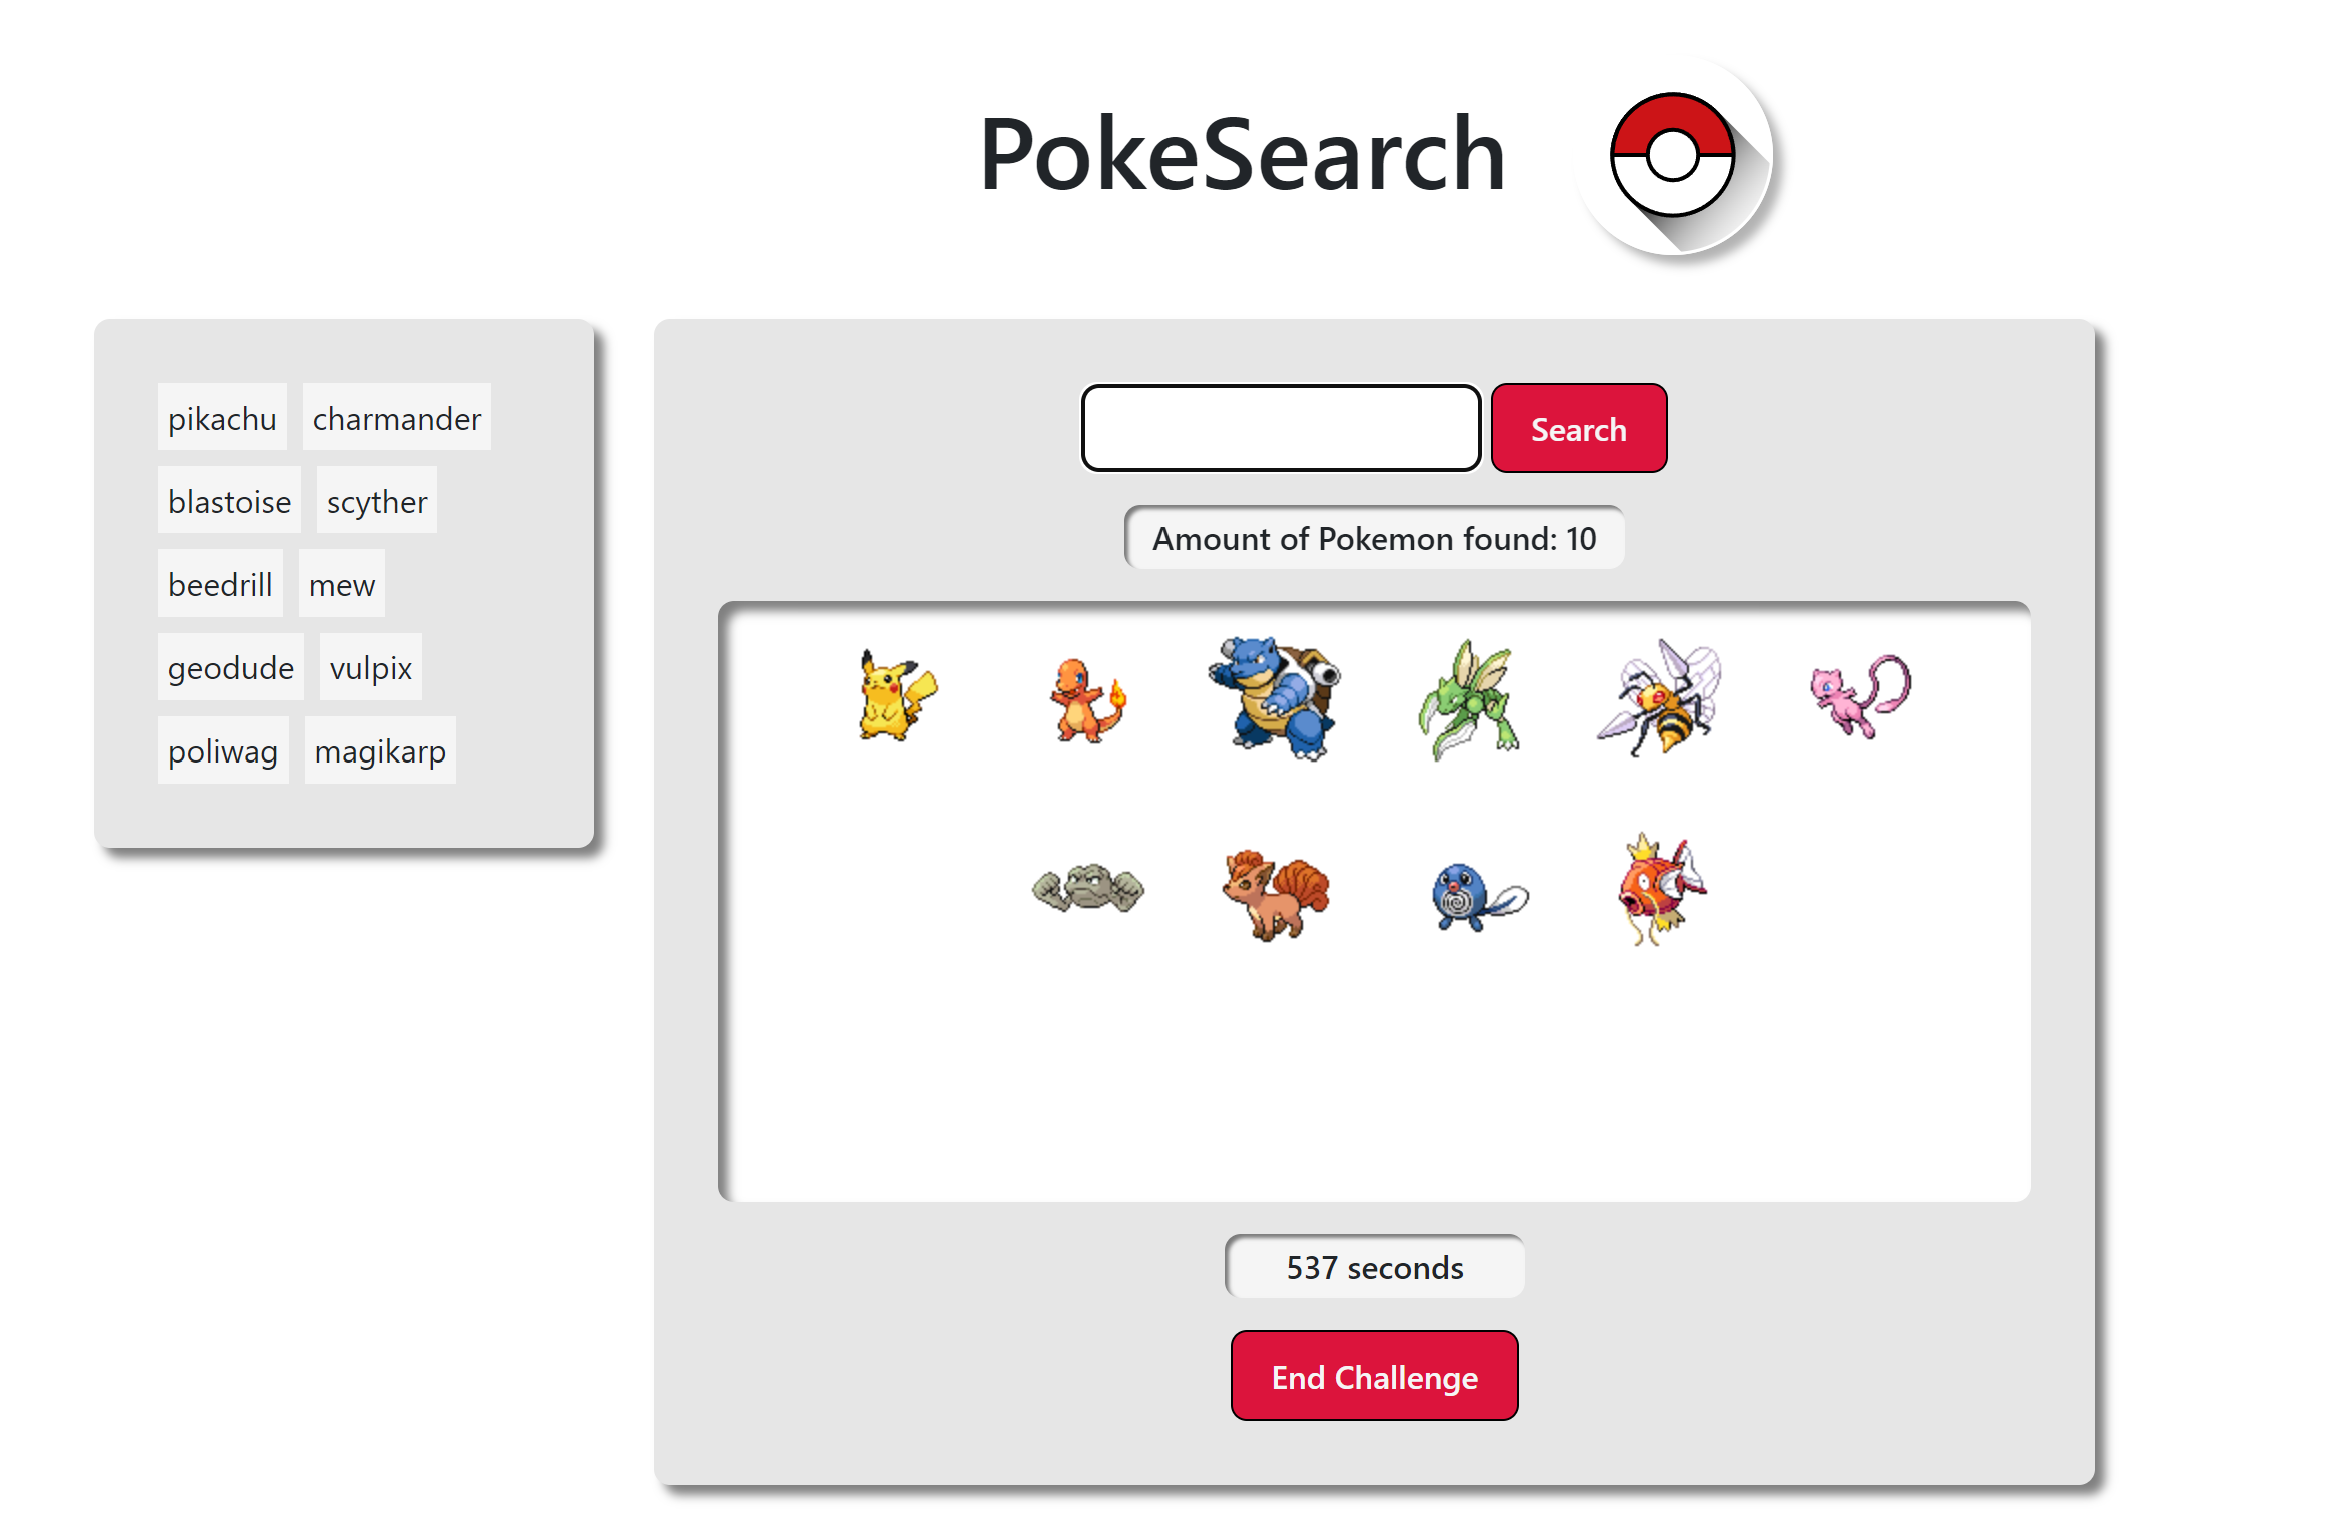 PokeSearch
pikachu charmander
blastoise scyther
beedrill mew
geodude vulpix
poliwag magikarp
Search
Amount of Pokemon found: 10
537 seconds
End Challenge